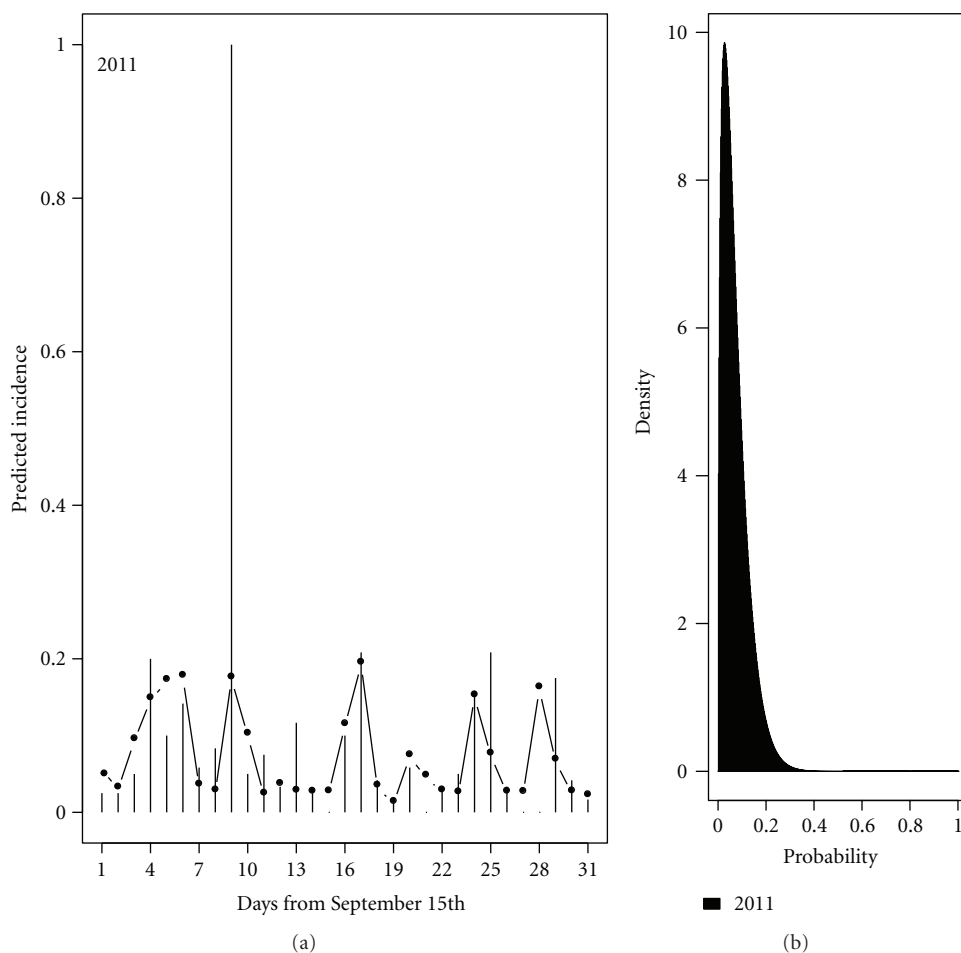 2011
1
0.8
0.6
0.4
0.2
0
Predicted incidence
1 4 7 10 13 16 19 22 25 28 31
Days from September 15th
(a)
10
8
6
4
2
0
Density
0 0.2 0.4 0.6 0.8 1
Probability
2011
(b)